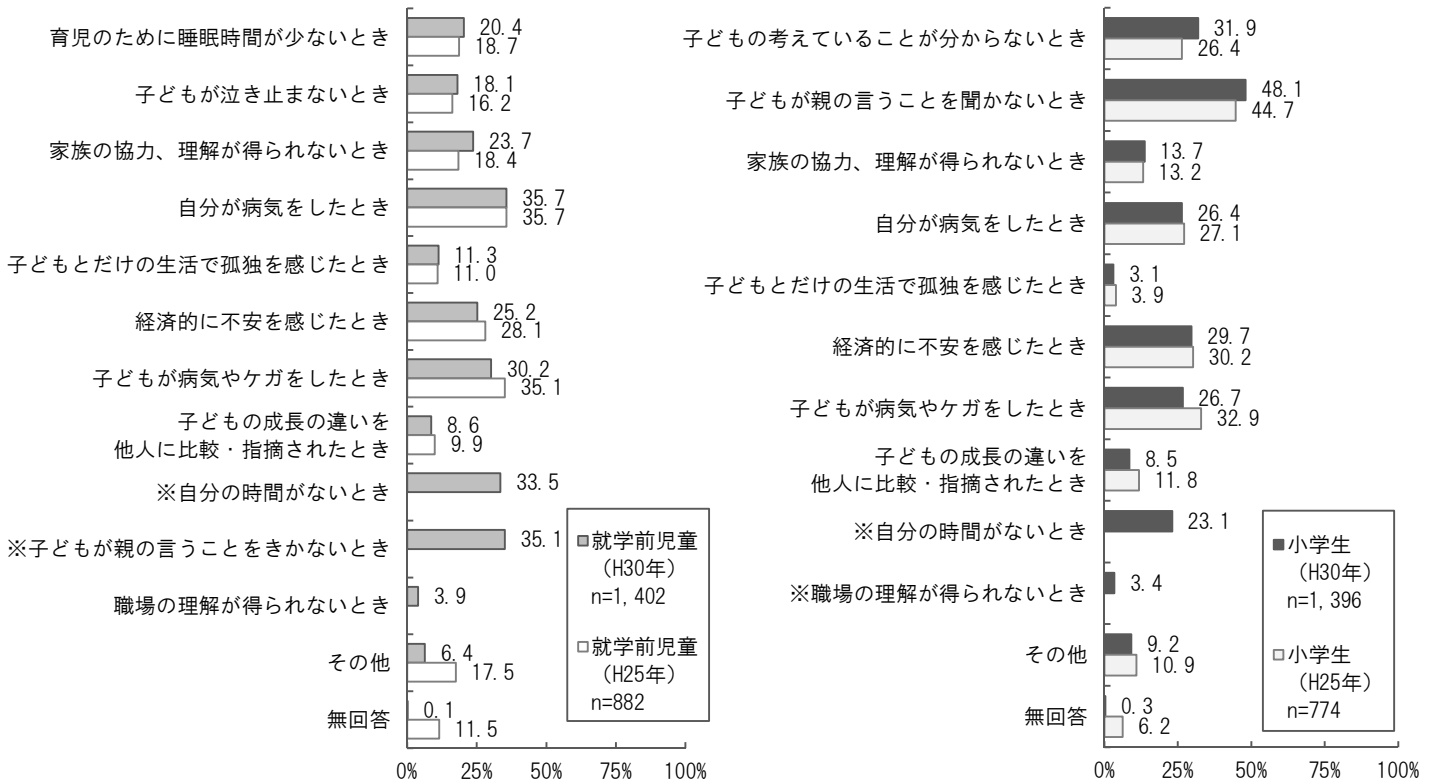 育児のために睡眠時間が少ないとき
20.4
18.7
子どもが泣き止まないとき
18.1
16.2
家族の協力、理解が得られないとき
23.7
18.4
自分が病気をしたとき
35.7
35.7
子どもとだけの生活で孤独を感じたとき
11.3
11.0
経済的に不安を感じたとき
25.2
28.1
子どもが病気やケガをしたとき
30.2
35.1
子どもの成長の違いを
他人に比較・指摘されたとき
8.6
9.9
※自分の時間がないとき
33.5
※子どもが親の言うことをきかないとき
35.1
職場の理解が得られないとき
3.9
その他
6.4
17.5
無回答
0.1
11.5
0%
25%
50%
75%
100%
就学前児童
(H30年)
n=1,402
就学前児童
(H25年)
n=882
子どもの考えていることが分からないとき
31.9
26.4
子どもが親の言うことを聞かないとき
48.1
44.7
家族の協力、理解が得られないとき
13.7
13.2
自分が病気をしたとき
26.4
27.1
子どもとだけの生活で孤独を感じたとき
3.1
3.9
経済的に不安を感じたとき
29.7
30.2
子どもが病気やケガをしたとき
26.7
32.9
子どもの成長の違いを
他人に比較・指摘されたとき
8.5
11.8
※自分の時間がないとき
23.1
※職場の理解が得られないとき
3.4
その他
9.2
10.9
無回答
0.3
6.2
0%
25%
50%
75%
100%
小学生
(H30年)
n=1,396
小学生
(H25年)
n=774